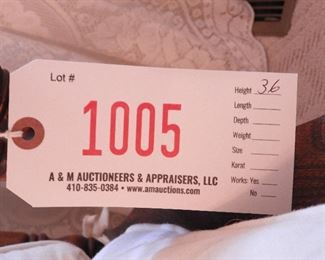 Lot #
1005
Height 36
Length
Depth
Weight
Size
Karat
Works: Yes
No
A & M AUCTIONEERS & APPRAISERS, LLC
410-835-0384 • www.amauctions.com